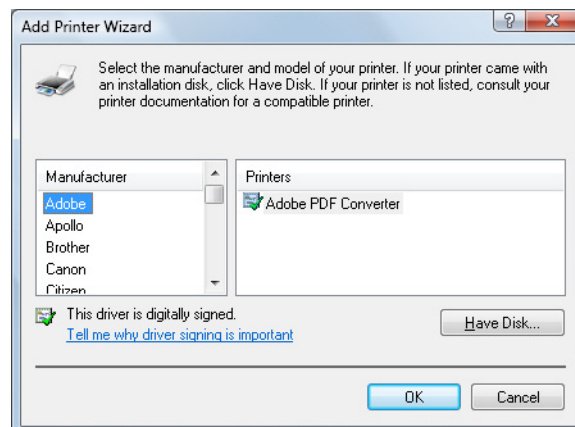 Add Printer Wizard
Select the manufacturer and model of your printer. If your printer came with
an installation disk, click Have Disk. If your printer is not listed, consult your
printer documentation for a compatible printer.
Manufacturer
Adobe
Apollo
Brother
Canon
Citizen
Printers
Adobe PDF Converter
This driver is digitally signed.
Tell me why driver signing is important
Have Disk...
OK
Cancel